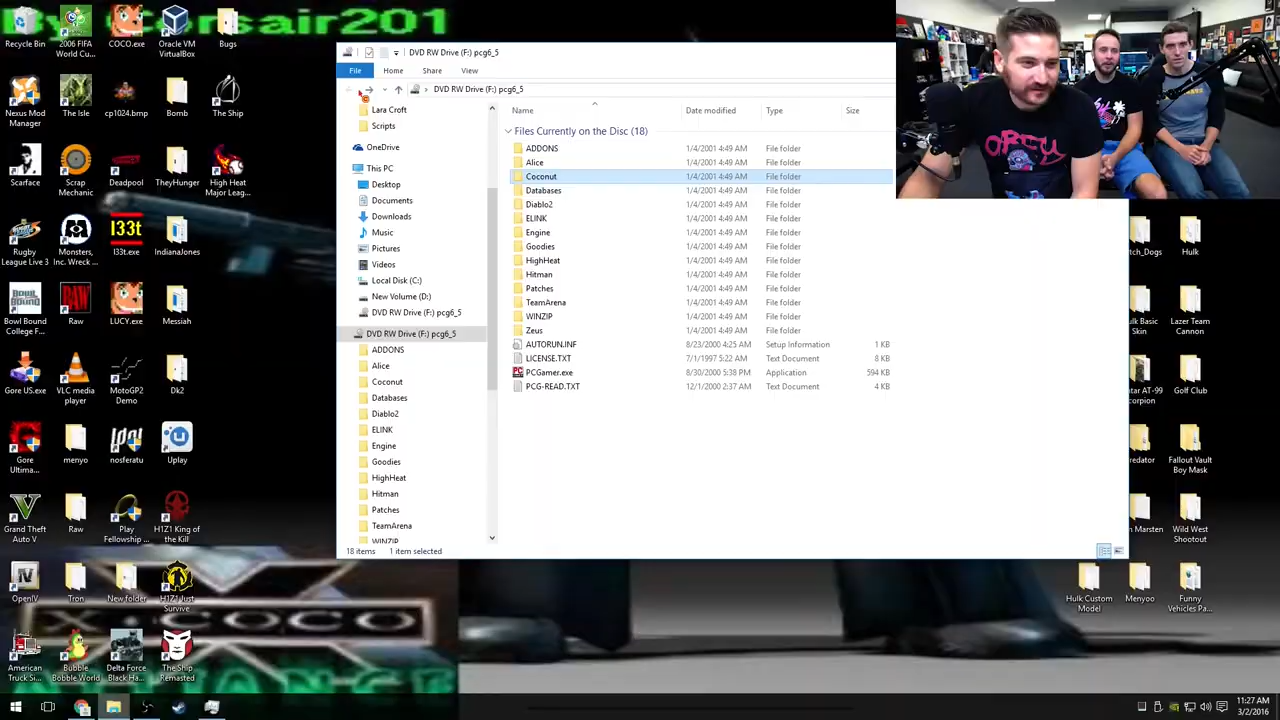 By Corsair201
Recycle Bin
2006 FIFA World Cu...
COCO.exe
Oracle VM VirtualBox
Bugs
Nexus Mod Manager
The Isle
cp1024.bmp
Bomb
The Ship
Scarface
Scrap Mechanic
Deadpool
TheyHunger
High Heat Major Leag...
Rugby League Live 3
Monsters, Inc. Wreck ...
l33t
l33t.exe
IndianaJones
Bowl Bound College F...
RAW
Raw
LUCY.exe
Messiah
Gore US.exe
VLC media player
MotoGP2 Demo
Dk2
Gore Ultima...
menyo
nosferatu
Uplay
Grand Theft Auto V
Raw
Play Fellowship ...
H1Z1 King of the Kill
OpenIV
Tron
New folder
H1Z1 Just Survive
American Truck Si...
Bubble Bobble World
Delta Force Black Ha...
The Ship Remasted
DVD RW Drive (F:) pcg6_5
File
Home
Share
View
DVD RW Drive (F:) pcg6_5
Lara Croft
Scripts
OneDrive
This PC
Desktop
Documents
Downloads
Music
Pictures
Videos
Local Disk (C:)
New Volume (D:)
DVD RW Drive (F:) pcg6_5
DVD RW Drive (F:) pcg6_5
ADDONS
Alice
Coconut
Databases
Diablo2
ELINK
Engine
Goodies
HighHeat
Hitman
Patches
TeamArena
WINZIP
Name Date modified Type Size
Files Currently on the Disc (18)
ADDONS 1/4/2001 4:49 AM File folder
Alice 1/4/2001 4:49 AM File folder
Coconut 1/4/2001 4:49 AM File folder
Databases 1/4/2001 4:49 AM File folder
Diablo2 1/4/2001 4:49 AM File folder
ELINK 1/4/2001 4:49 AM File folder
Engine 1/4/2001 4:49 AM File folder
Goodies 1/4/2001 4:49 AM File folder
HighHeat 1/4/2001 4:49 AM File folder
Hitman 1/4/2001 4:49 AM File folder
Patches 1/4/2001 4:49 AM File folder
TeamArena 1/4/2001 4:49 AM File folder
WINZIP 1/4/2001 4:49 AM File folder
Zeus 1/4/2001 4:49 AM File folder
AUTORUN.INF 8/23/2000 4:25 AM Setup Information 1 KB
LICENSE.TXT 7/1/1997 5:22 AM Text Document 8 KB
PCGamer.exe 8/30/2000 5:38 PM Application 594 KB
PCG-READ.TXT 12/1/2000 2:37 AM Text Document 4 KB
18 items 1 item selected
tch_Dogs
Hulk
ulk Basic Skin
Lazer Team Cannon
tar AT-99 corpion
Golf Club
redator
Fallout Vault Boy Mask
n Marsten
Wild West Shootout
Hulk Custom Model
Menyoo
Funny Vehicles Pa...
11:27 AM
3/2/2016